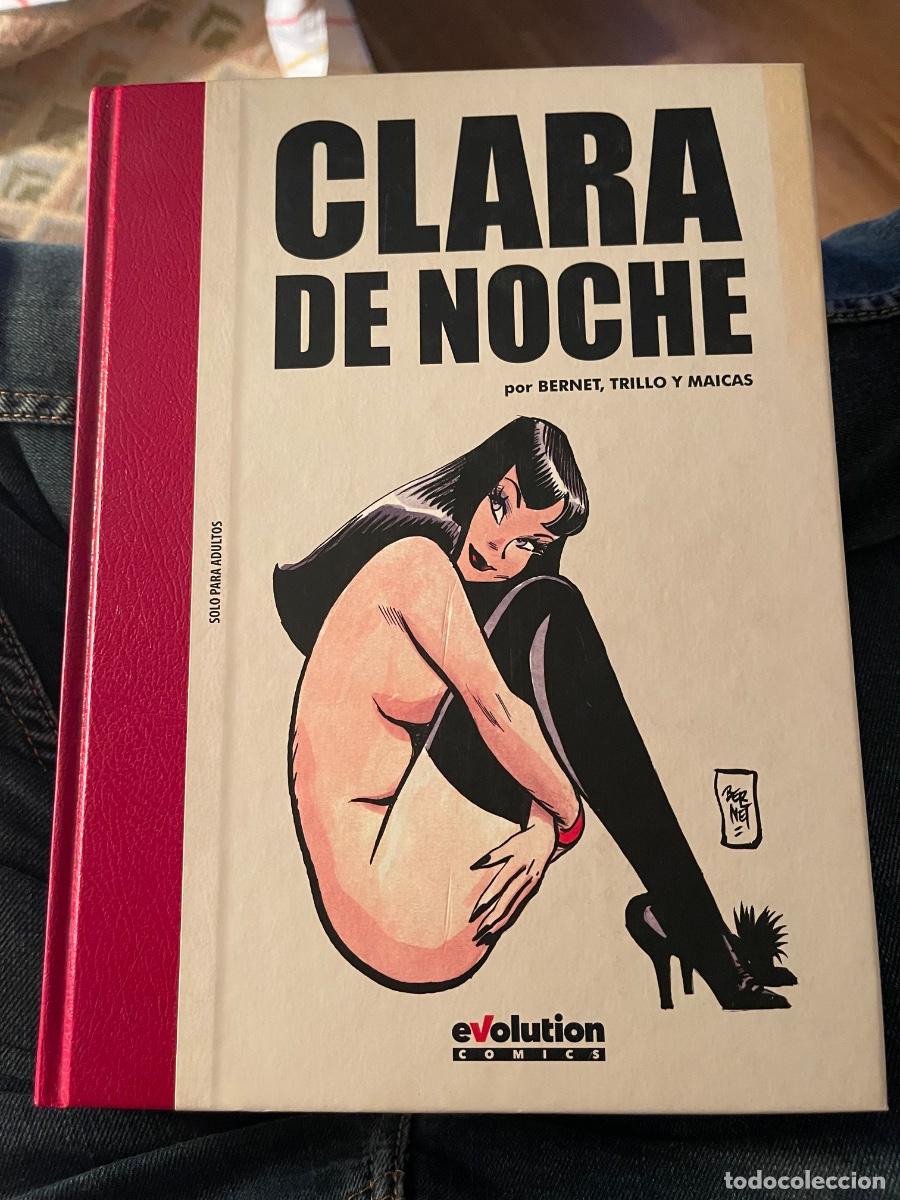 CLARA
DE NOCHE
por BERNET, TRILLO Y MAICAS
SOLO PARA ADULTOS
BER
NET
evolution
COMICS
todocoleccion